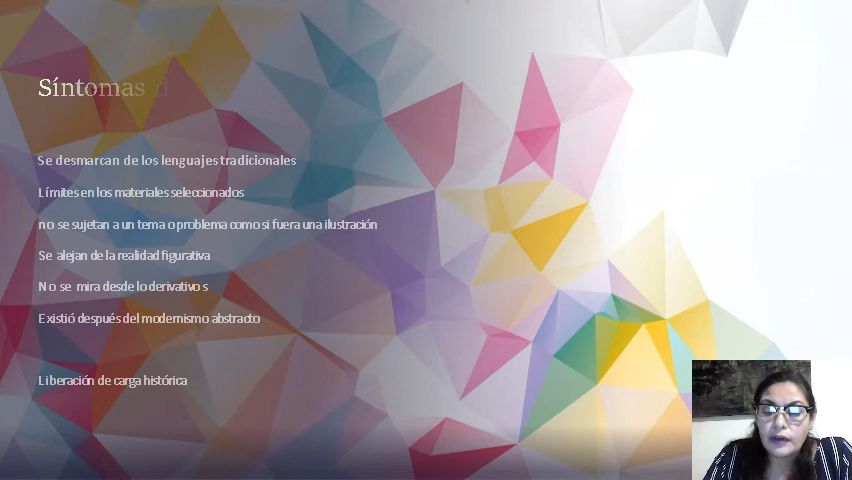 Síntomas d
Se desmarcan de los lenguajes tradicionales
Límites en los materiales seleccionados
no se sujetan a un tema o problema como si fuera una ilustración
Se alejan de la realidad figurativa
No se mira desde lo derivativo s
Existió después del modernismo abstracto
Liberación de carga histórica